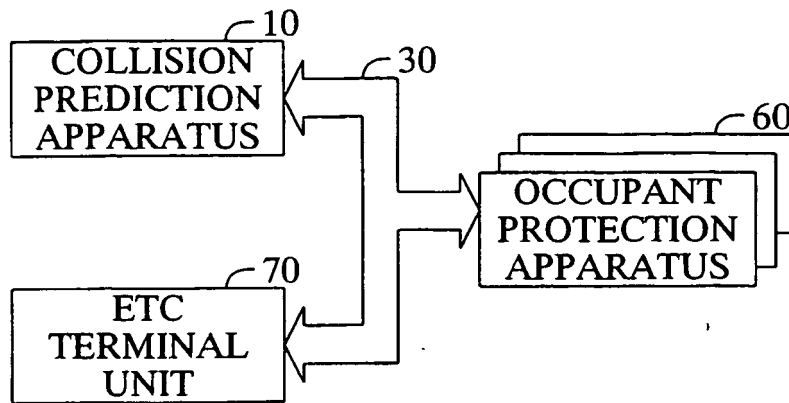 10
COLLISION
PREDICTION
APPARATUS
30
60
OCCUPANT
PROTECTION
APPARATUS
70
ETC
TERMINAL
UNIT